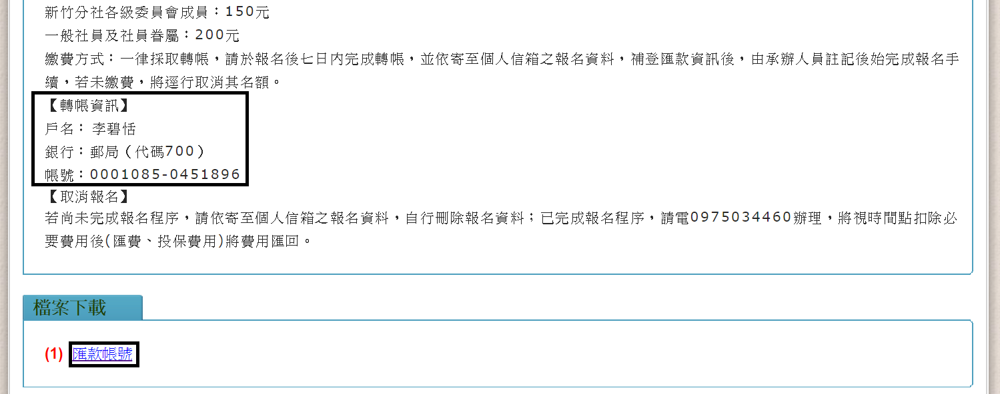 新竹分社各級委員會成員：150元
一般社員及社員眷屬：200元
繳費方式：一律採取轉帳，請於報名後七日內完成轉帳，並依寄至個人信箱之報名資料，補登匯款資訊後，由承辦人員註記後始完成報名手
續，若未繳費，將逕行取消其名額。
【轉帳資訊】
戶名： 李碧恬
銀行：郵局（代碼700）
帳號：0001085-0451896
【取消報名】
若尚未完成報名程序，請依寄至個人信箱之報名資料，自行刪除報名資料；已完成報名程序，請電0975034460辦理，將視時間點扣除必
要費用後(匯費、投保費用)將費用匯回。
檔案下載
(1) 匯款帳號